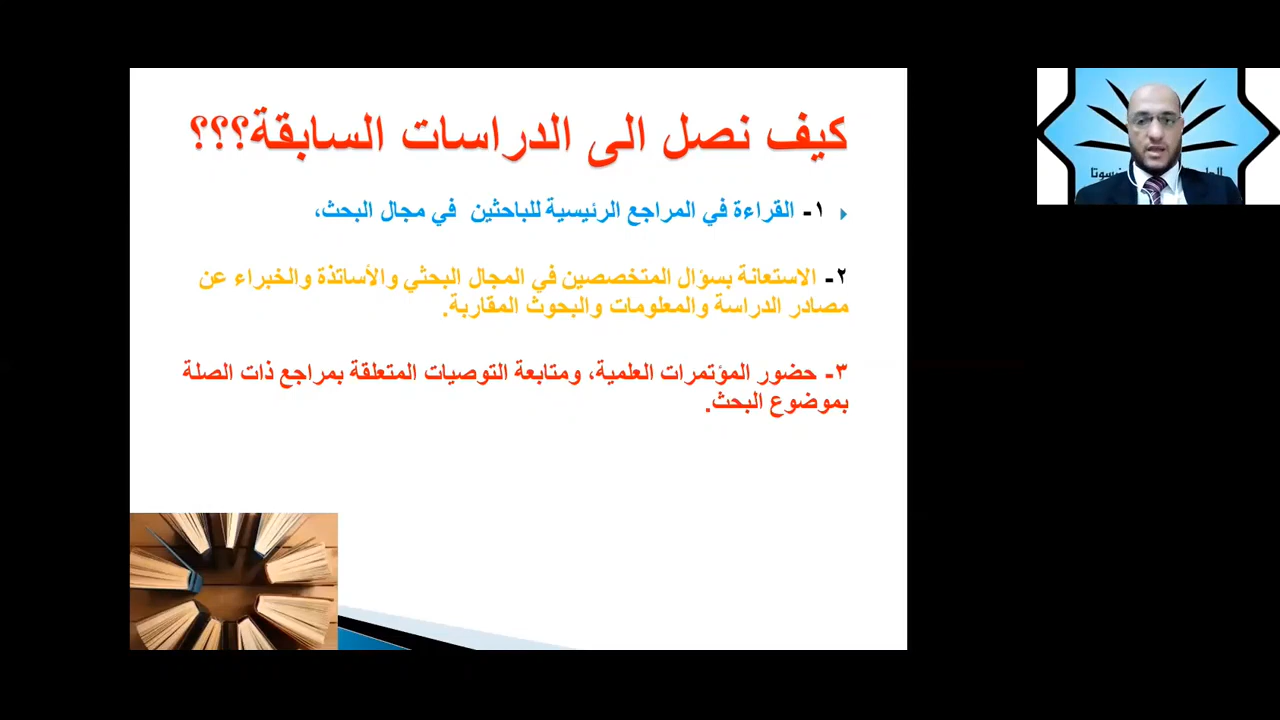 كيف نصل الى الدراسات السابقة؟؟؟
١- القراءة في المراجع الرئيسية للباحثين في مجال البحث،
٢- الاستعانة بسؤال المتخصصين في المجال البحثي والأساتذة والخبراء عن
مصادر الدراسة والمعلومات والبحوث المقاربة.
٣- حضور المؤتمرات العلمية، ومتابعة التوصيات المتعلقة بمراجع ذات الصلة
بموضوع البحث.